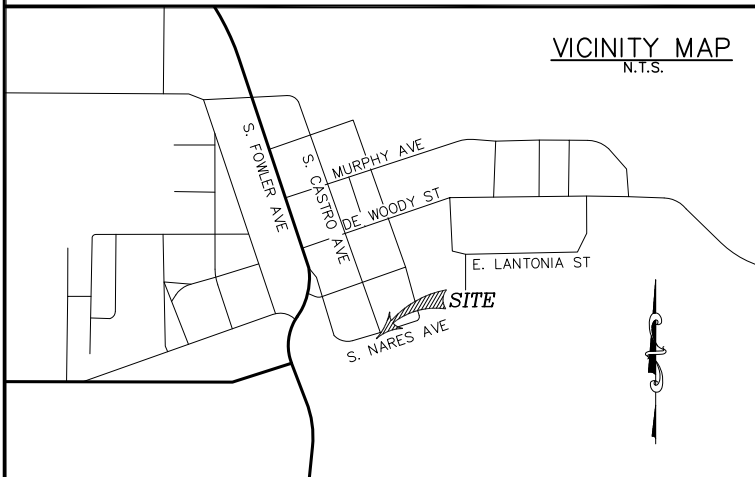 VICINITY MAP
N.T.S.
S. FOWLER AVE
S. CASTRO AVE
MURPHY AVE
DE WOODY ST
E. LANTONIA ST
SITE
S. NARES AVE